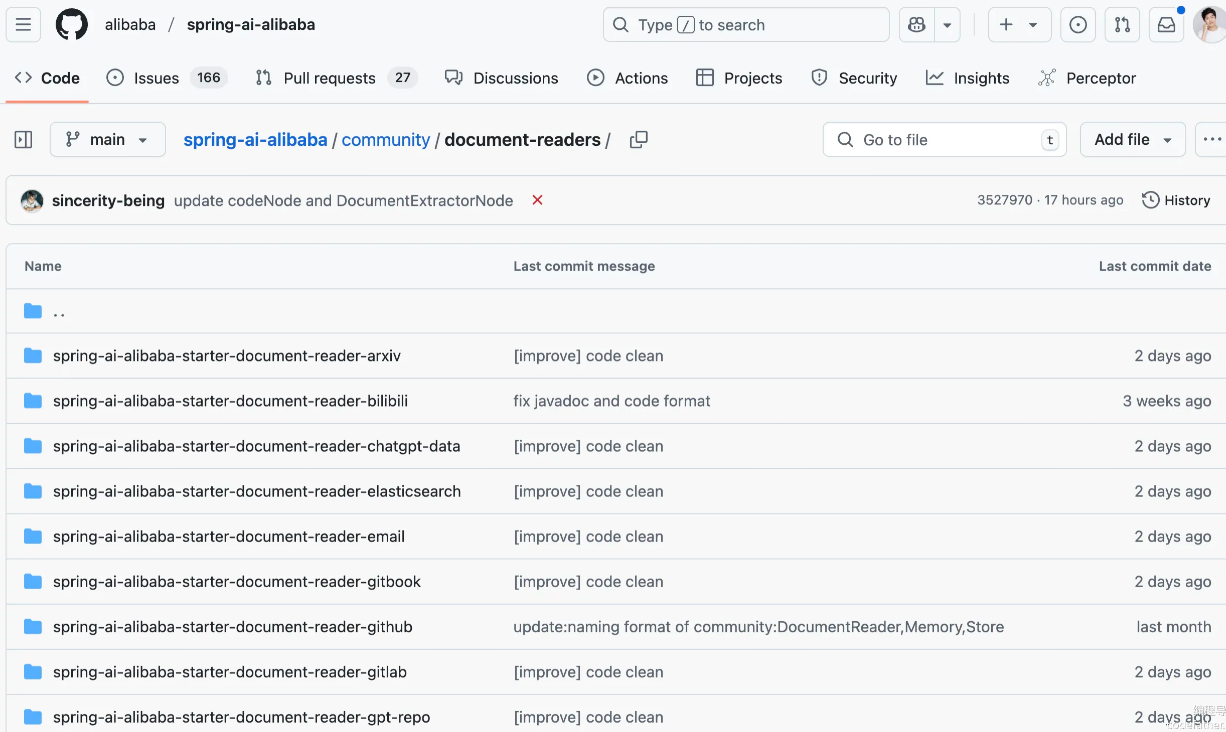 alibaba / spring-ai-alibaba Type / to search
Code Issues 166 Pull requests 27 Discussions Actions Projects Security Insights Perceptor
main spring-ai-alibaba / community / document-readers / Go to file t Add file
sincerity-being update codeNode and DocumentExtractorNode 3527970 · 17 hours ago History
Name Last commit message Last commit date
..
spring-ai-alibaba-starter-document-reader-arxiv [improve] code clean 2 days ago
spring-ai-alibaba-starter-document-reader-bilibili fix javadoc and code format 3 weeks ago
spring-ai-alibaba-starter-document-reader-chatgpt-data [improve] code clean 2 days ago
spring-ai-alibaba-starter-document-reader-elasticsearch [improve] code clean 2 days ago
spring-ai-alibaba-starter-document-reader-email [improve] code clean 2 days ago
spring-ai-alibaba-starter-document-reader-gitbook [improve] code clean 2 days ago
spring-ai-alibaba-starter-document-reader-github update:naming format of community:DocumentReader,Memory,Store last month
spring-ai-alibaba-starter-document-reader-gitlab [improve] code clean 2 days ago
spring-ai-alibaba-starter-document-reader-gpt-repo [improve] code clean 2 days ago
codefather.